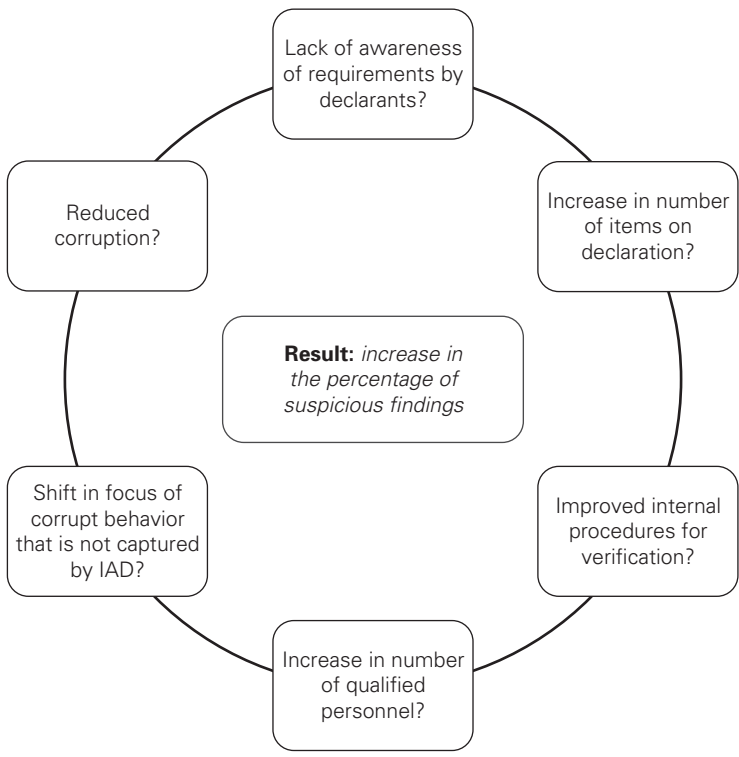 Lack of awareness
of requirements by
declarants?
Increase in number
of items on
declaration?
Reduced
corruption?
Result: increase in
the percentage of
suspicious findings
Shift in focus of
corrupt behavior
that is not captured
by IAD?
Improved internal
procedures for
verification?
Increase in number
of qualified
personnel?